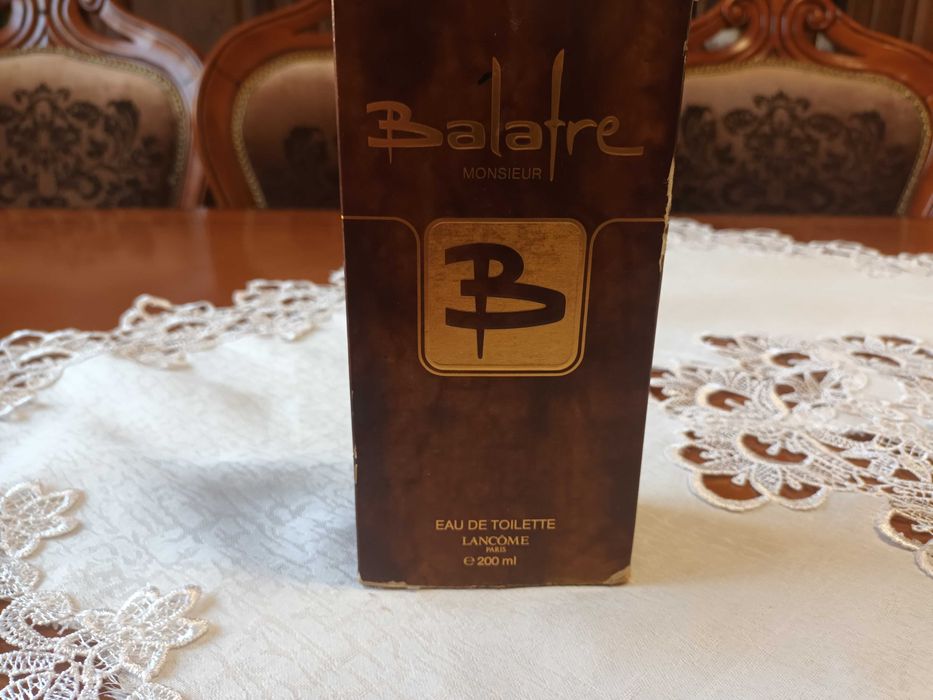 Balafre
MONSIEUR
B
EAU DE TOILETTE
LANCÔME
PARIS
℮ 200 ml